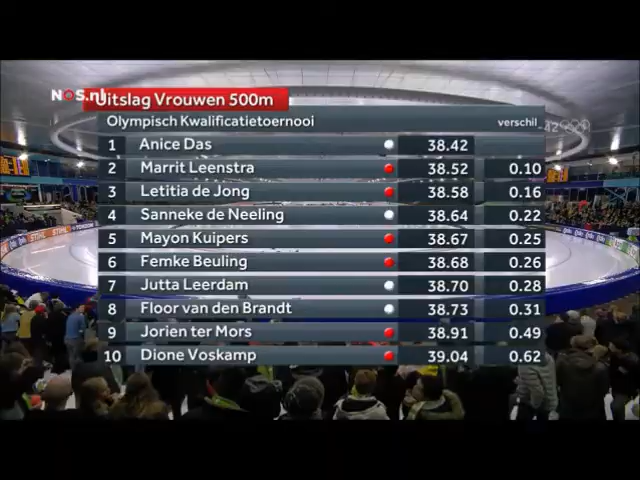 NOS.nl
Uitslag Vrouwen 500m
Olympisch Kwalificatietoernooi verschil
1 Anice Das 38.42
2 Marrit Leenstra 38.52 0.10
3 Letitia de Jong 38.58 0.16
4 Sanneke de Neeling 38.64 0.22
5 Mayon Kuipers 38.67 0.25
6 Femke Beuling 38.68 0.26
7 Jutta Leerdam 38.70 0.28
8 Floor van den Brandt 38.73 0.31
9 Jorien ter Mors 38.91 0.49
10 Dione Voskamp 39.04 0.62